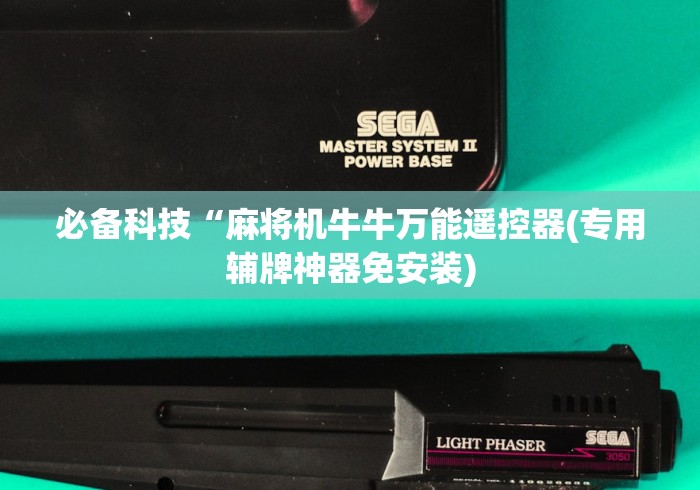 SEGA
MASTER SYSTEM II
POWER BASE
必备科技“麻将机牛牛万能遥控器(专用
辅牌神器免安装)
LIGHT PHASER
SEGA
3050